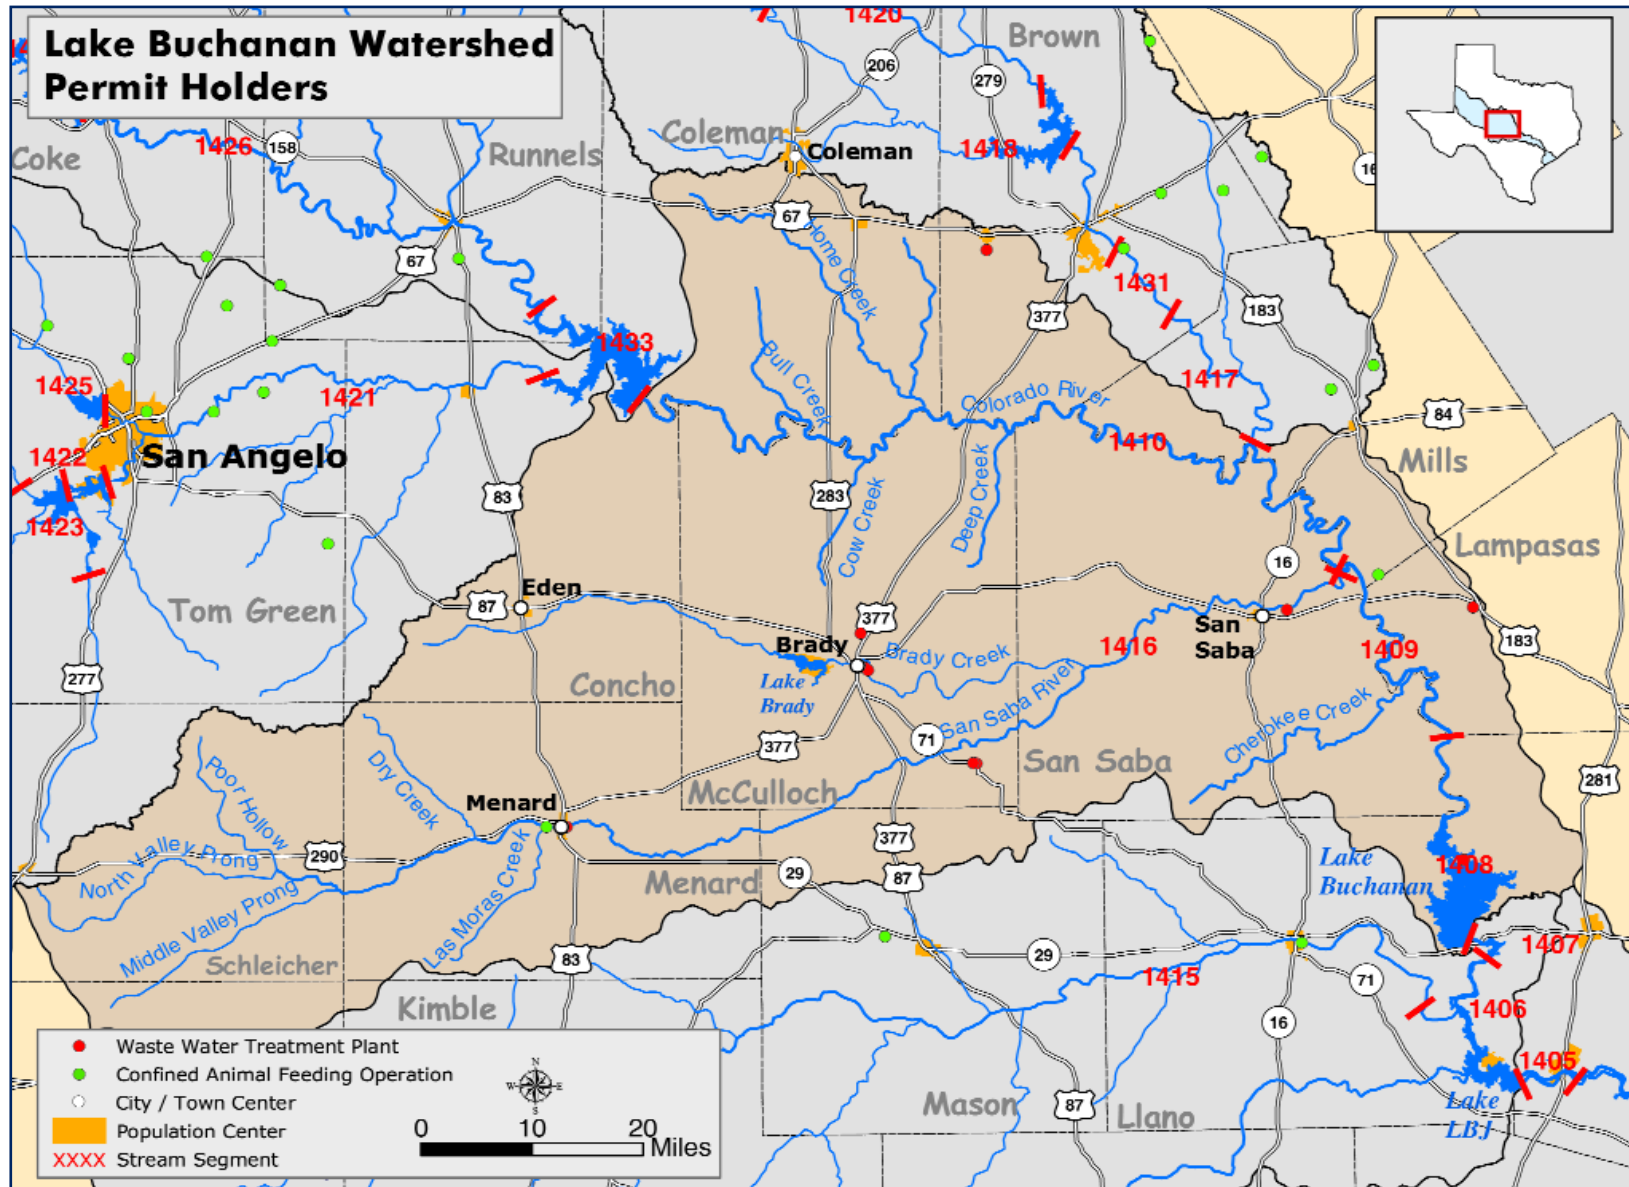 Lake Buchanan Watershed
Permit Holders
1420
Brown
206
279
Coleman
Coleman
1418
1426
158
Runnels
Coke
67
67
Home Creek
377
1431
183
1433
Bull Creek
1425
1421
1417
Colorado River
84
1410
Mills
San Angelo
1422
1423
83
283
Cow Creek
Deep Creek
16
Lampasas
Eden
87
Tom Green
377
Brady
Brady Creek
1416
San
Saba
1409
183
277
Concho
Lake
Brady
San Saba River
Cherokee Creek
377
71
San Saba
281
Poor Hollow
Dry Creek
Menard
McCulloch
377
North Valley Prong
290
Las Moras Creek
Menard
29
87
Lake
Buchanan
1408
Middle Valley Prong
Schleicher
83
29
1415
71
1407
Kimble
16
1406
1405
Mason
87
Llano
Lake
LBJ
Waste Water Treatment Plant
Confined Animal Feeding Operation
City / Town Center
Population Center
XXXX Stream Segment
N
W E
S
0 10 20 Miles